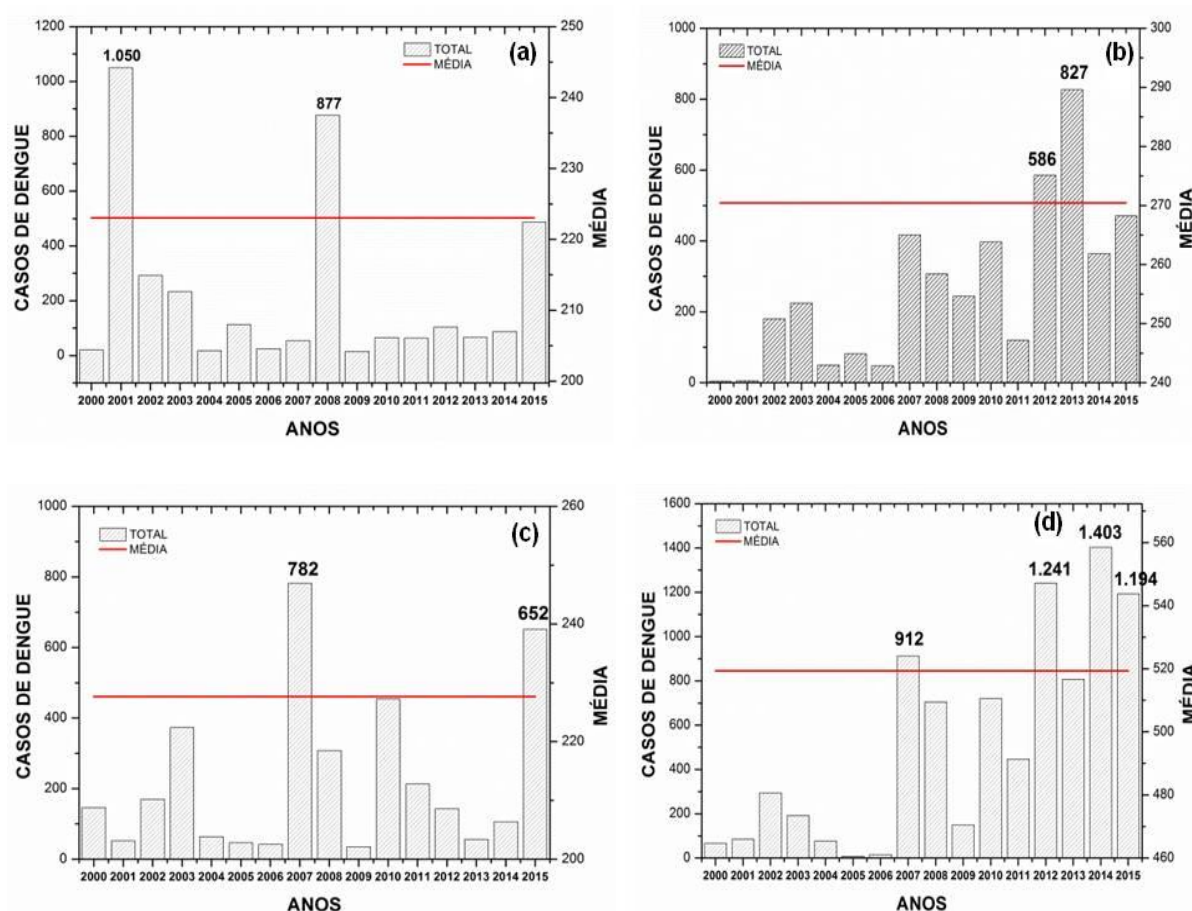 1200
1000
800
600
400
200
0
CASOS DE DENGUE
1.050
877
TOTAL
MÉDIA
(a)
250
240
230
220
210
200
MÉDIA
2000 2001 2002 2003 2004 2005 2006 2007 2008 2009 2010 2011 2012 2013 2014 2015
ANOS
1000
800
600
400
200
0
CASOS DE DENGUE
TOTAL
MÉDIA
586
827
(b)
300
290
280
270
260
250
240
MÉDIA
2000 2001 2002 2003 2004 2005 2006 2007 2008 2009 2010 2011 2012 2013 2014 2015
ANOS
1000
800
600
400
200
0
CASOS DE DENGUE
TOTAL
MÉDIA
782
652
(c)
260
240
220
200
MÉDIA
2000 2001 2002 2003 2004 2005 2006 2007 2008 2009 2010 2011 2012 2013 2014 2015
ANOS
1600
1400
1200
1000
800
600
400
200
0
CASOS DE DENGUE
TOTAL
MÉDIA
912
1.241
1.403
1.194
(d)
560
540
520
500
480
460
MÉDIA
2000 2001 2002 2003 2004 2005 2006 2007 2008 2009 2010 2011 2012 2013 2014 2015
ANOS